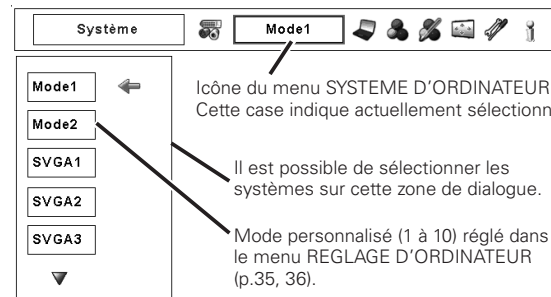 Système
Mode1
Icône du menu SYSTEME D'ORDINATEUR
Cette case indique actuellement
Mode1
Mode2
SVGA1
SVGA2
SVGA3
Il est possible de sélectionner les
systèmes sur cette zone de dialogue.
Mode personnalisé (1 à 10) réglé dans
le menu REGLAGE D'ORDINATEUR
(p.35, 36).